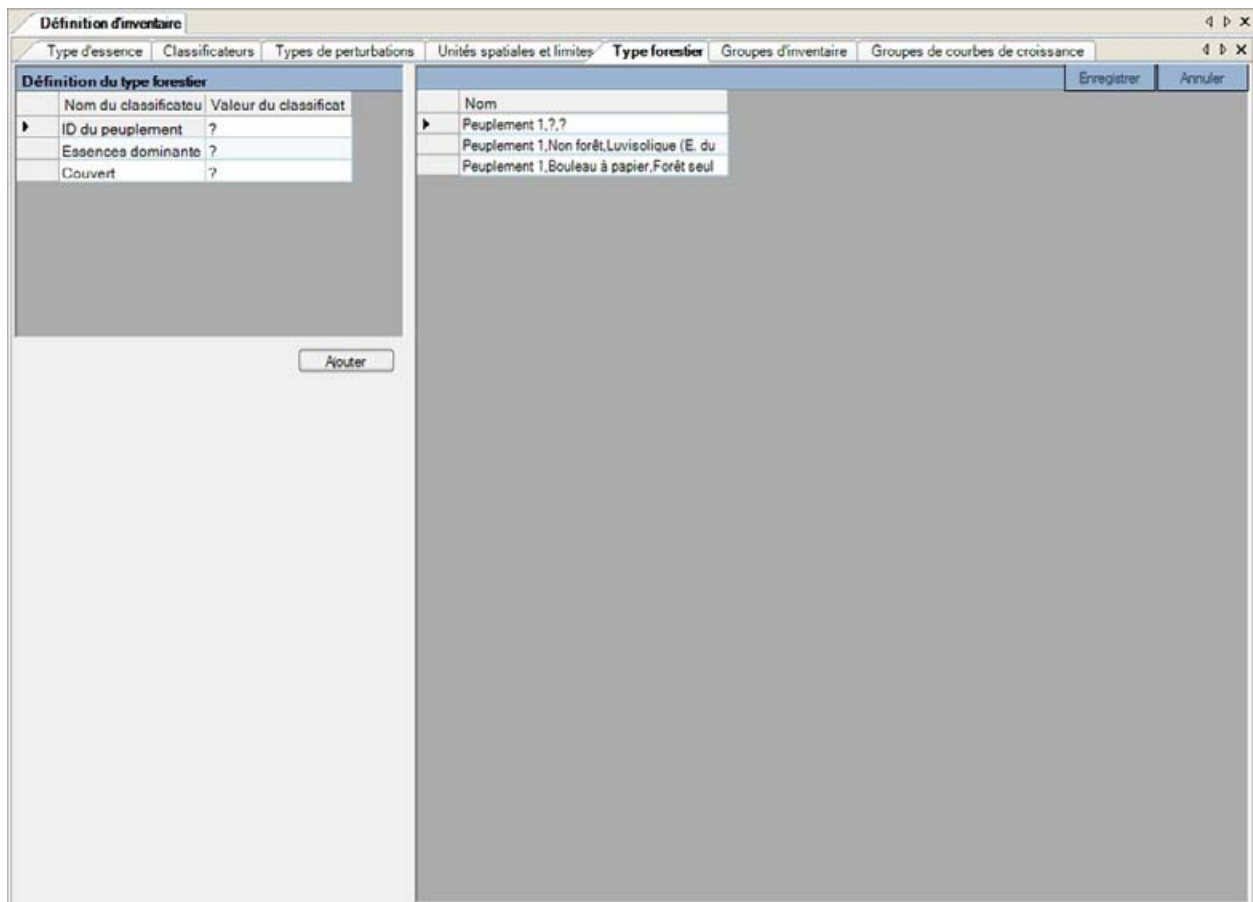 Définition d'inventaire
Type d'essence Classificateurs Types de perturbations Unités spatiales et limites Type forestier Groupes d'inventaire Groupes de courbes de croissance
Définition du type forestier
Nom du classificateu Valeur du classificat
ID du peuplement ?
Essences dominante ?
Couvert ?
Ajouter
Enregistrer Annuler
Nom
Peuplement 1,?,?
Peuplement 1,Non forêt,Luvisolique (E. du
Peuplement 1,Bouleau à papier,Forêt seul